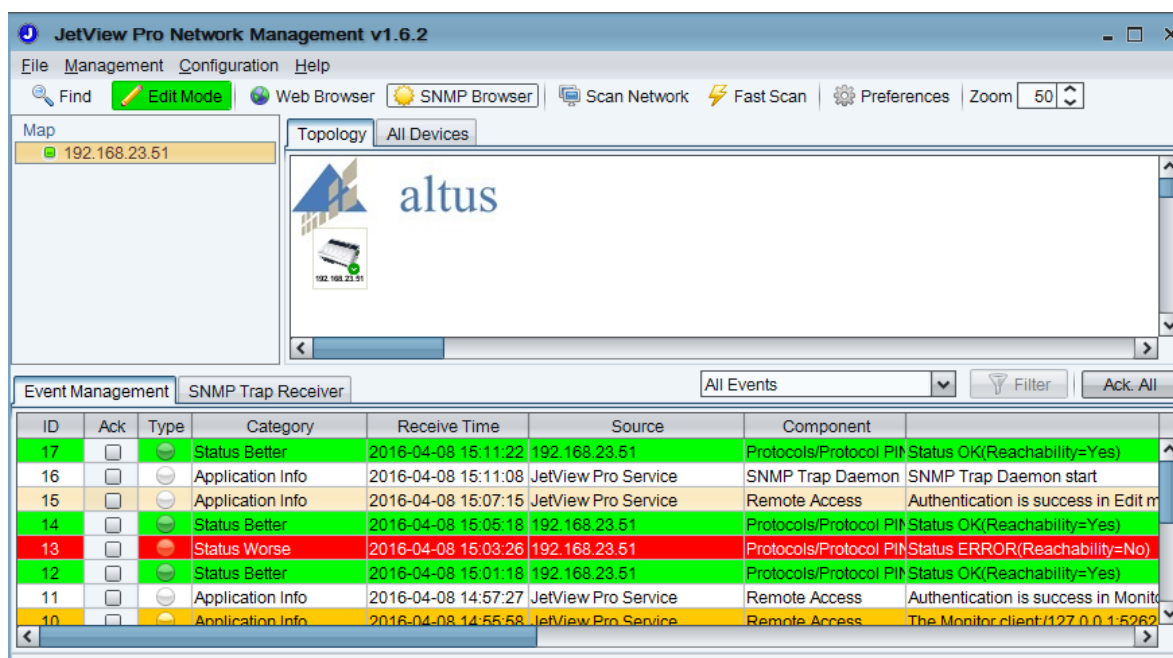 JetView Pro Network Management v1.6.2
File Management Configuration Help
Find Edit Mode Web Browser SNMP Browser Scan Network Fast Scan Preferences Zoom 50
Map
192.168.23.51
Topology All Devices
altus
192.168.23.51
Event Management SNMP Trap Receiver All Events Filter Ack. All
ID Ack Type Category Receive Time Source Component
17 Status Better 2016-04-08 15:11:22 192.168.23.51 Protocols/Protocol PIN Status OK(Reachability=Yes)
16 Application Info 2016-04-08 15:11:08 JetView Pro Service SNMP Trap Daemon SNMP Trap Daemon start
15 Application Info 2016-04-08 15:07:15 JetView Pro Service Remote Access Authentication is success in Edit m
14 Status Better 2016-04-08 15:05:18 192.168.23.51 Protocols/Protocol PIN Status OK(Reachability=Yes)
13 Status Worse 2016-04-08 15:03:26 192.168.23.51 Protocols/Protocol PIN Status ERROR(Reachability=No)
12 Status Better 2016-04-08 15:01:18 192.168.23.51 Protocols/Protocol PIN Status OK(Reachability=Yes)
11 Application Info 2016-04-08 14:57:27 JetView Pro Service Remote Access Authentication is success in Monito
10 Application Info 2016-04-08 14:55:58 JetView Pro Service Remote Access The Monitor client:/127.0.0.1:5262